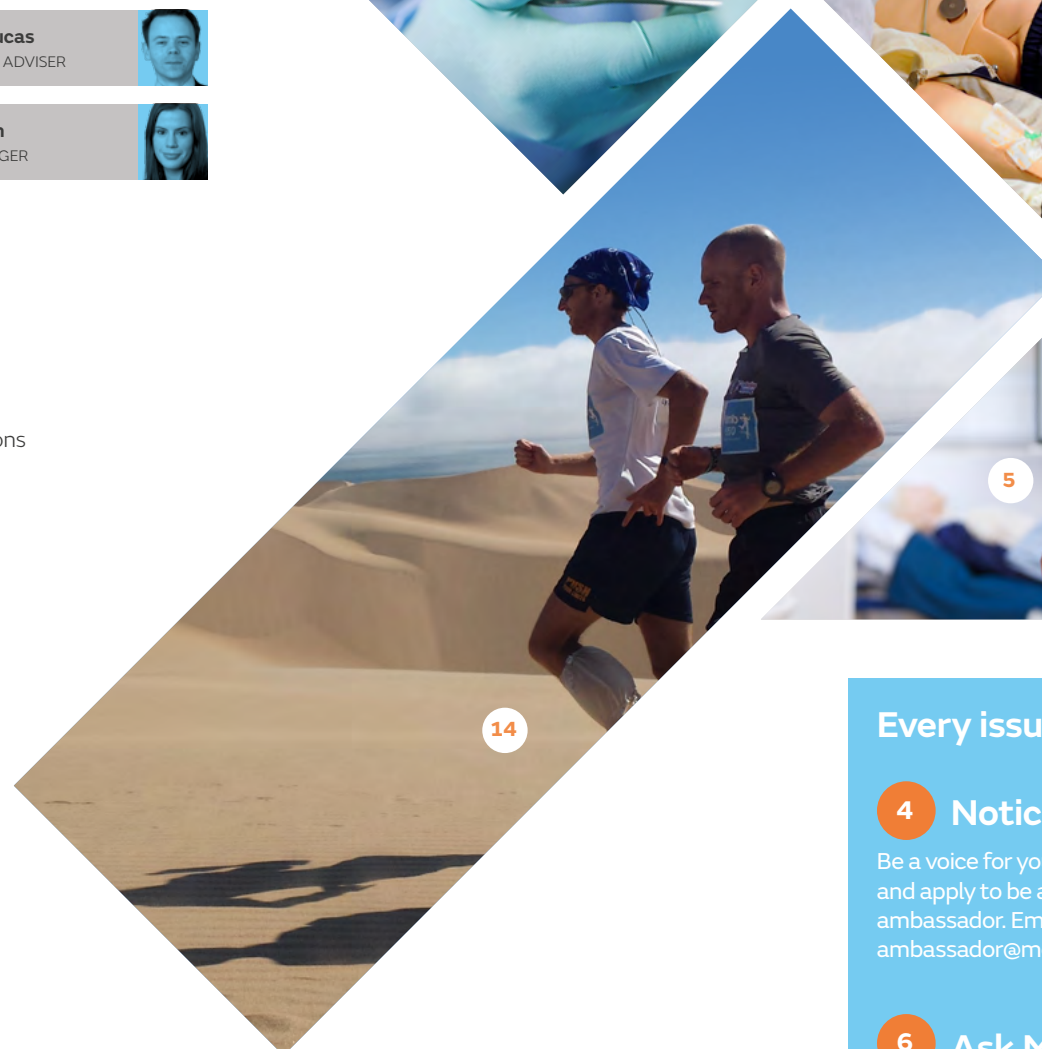 ucas
ADVISER
n
GER
ons
5
14
Every issu
4 Notic
Be a voice for yo
and apply to be a
ambassador. Em
ambassador@m
6 Ask M